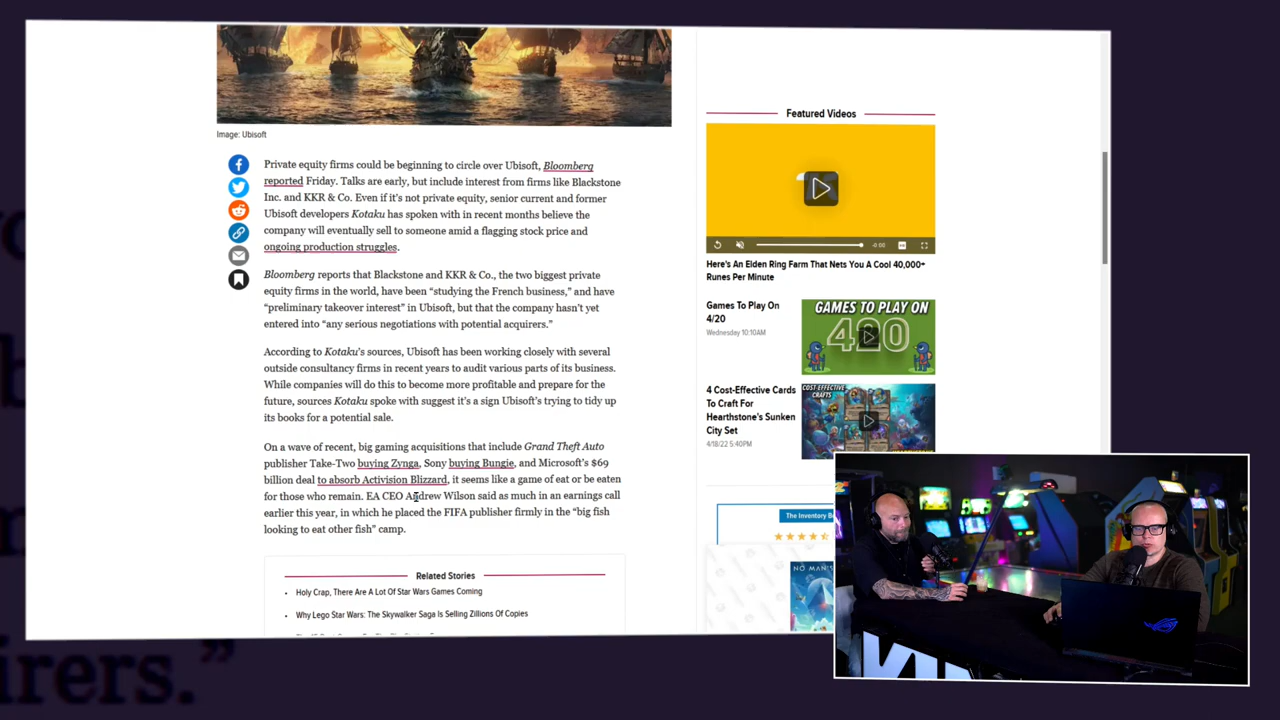 Image: Ubisoft
Private equity firms could be beginning to circle over Ubisoft, Bloomberg
reported Friday. Talks are early, but include interest from firms like Blackstone
Inc. and KKR & Co. Even if it's not private equity, senior current and former
Ubisoft developers Kotaku has spoken with in recent months believe the
company will eventually sell to someone amid a flagging stock price and
ongoing production struggles.
Bloomberg reports that Blackstone and KKR & Co., the two biggest private
equity firms in the world, have been “studying the French business,” and have
“preliminary takeover interest” in Ubisoft, but that the company hasn't yet
entered into “any serious negotiations with potential acquirers.”
According to Kotaku's sources, Ubisoft has been working closely with several
outside consultancy firms in recent years to audit various parts of its business.
While companies will do this to become more profitable and prepare for the
future, sources Kotaku spoke with suggest it's a sign Ubisoft's trying to tidy up
its books for a potential sale.
On a wave of recent, big gaming acquisitions that include Grand Theft Auto
publisher Take-Two buying Zynga, Sony buying Bungie, and Microsoft's $69
billion deal to absorb Activision Blizzard, it seems like a game of eat or be eaten
for those who remain. EA CEO Andrew Wilson said as much in an earnings call
earlier this year, in which he placed the FIFA publisher firmly in the “big fish
looking to eat other fish” camp.
Related Stories
Holy Crap, There Are A Lot Of Star Wars Games Coming
Why Lego Star Wars: The Skywalker Saga Is Selling Zillions Of Copies
Featured Videos
-0:00
Here's An Elden Ring Farm That Nets You A Cool 40,000+
Runes Per Minute
Games To Play On
4/20
Wednesday 10:10AM
GAMES TO PLAY ON
420
4 Cost-Effective Cards
To Craft For
Hearthstone's Sunken
City Set
4/18/22 5:40PM
COST-EFFECTIVE
CRAFTS
The Inventory
NO MAN'S
irers.”